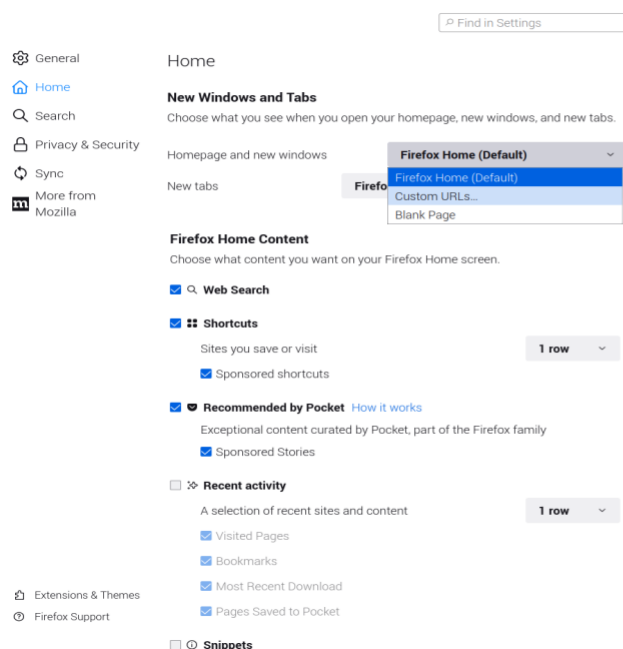 Find in Settings
General
Home
Home
New Windows and Tabs
Search
Choose what you see when you open your homepage, new windows, and new tabs.
Privacy & Security
Homepage and new windows
Firefox Home (Default)
Sync
Firefox Home (Default)
New tabs
Firefo
More from
Mozilla
Custom URLs...
Blank Page
Firefox Home Content
Choose what content you want on your Firefox Home screen.
Web Search
Shortcuts
Sites you save or visit
1 row
Sponsored shortcuts
Recommended by Pocket How it works
Exceptional content curated by Pocket, part of the Firefox family
Sponsored Stories
Recent activity
A selection of recent sites and content
1 row
Visited Pages
Bookmarks
Most Recent Download
Extensions & Themes
Pages Saved to Pocket
Firefox Support
Snippets